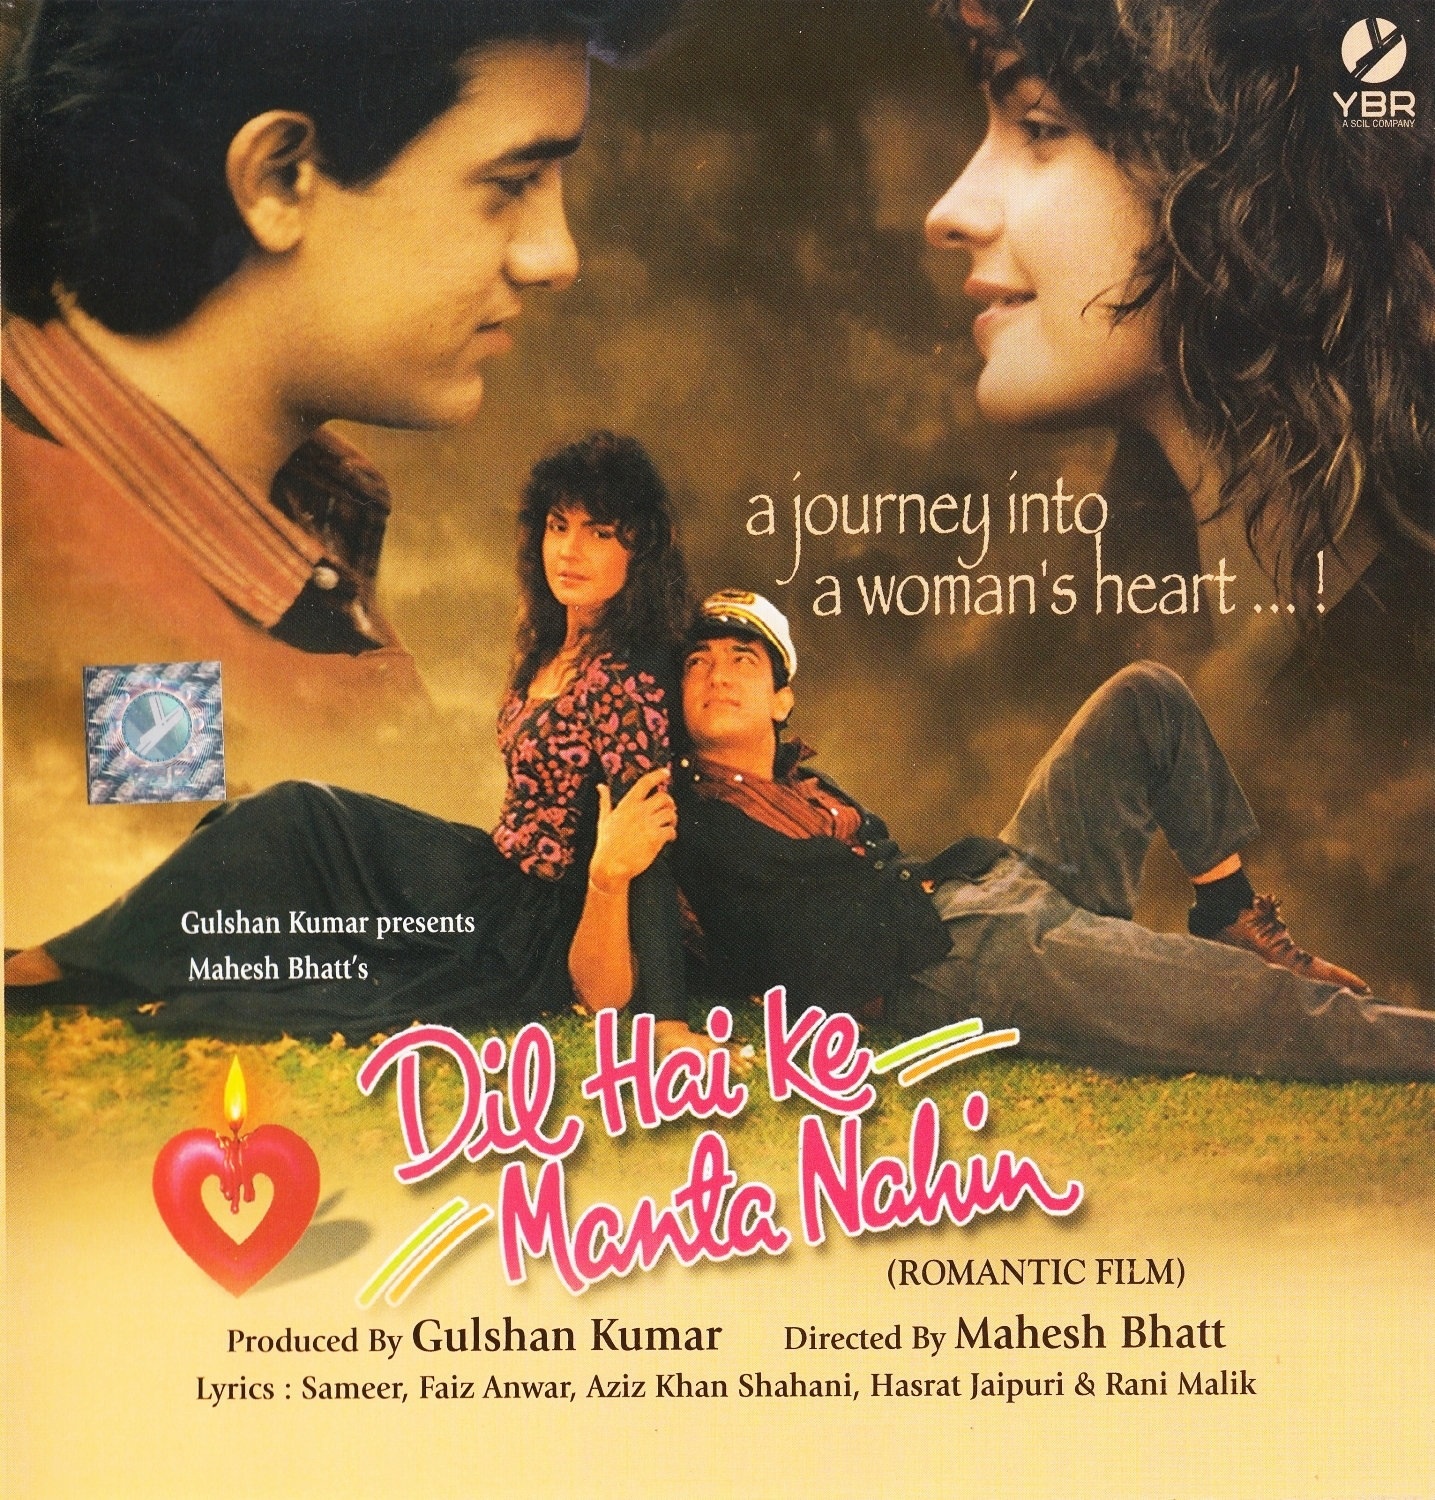 YBR
A SCIL COMPANY
a journey into
a woman's heart ... !
Gulshan Kumar presents
Mahesh Bhatt's
Dil Hai Ke
Manta Nahin
(ROMANTIC FILM)
Produced By Gulshan Kumar Directed By Mahesh Bhatt
Lyrics : Sameer, Faiz Anwar, Aziz Khan Shahani, Hasrat Jaipuri & Rani Malik